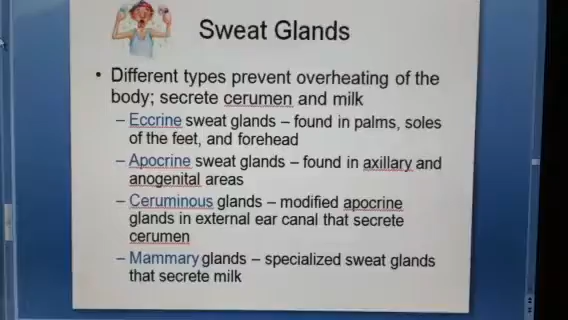 Sweat Glands
• Different types prevent overheating of the
body; secrete cerumen and milk
– Eccrine sweat glands – found in palms, soles
of the feet, and forehead
– Apocrine sweat glands – found in axillary and
anogenital areas
– Ceruminous glands – modified apocrine
glands in external ear canal that secrete
cerumen
– Mammary glands – specialized sweat glands
that secrete milk